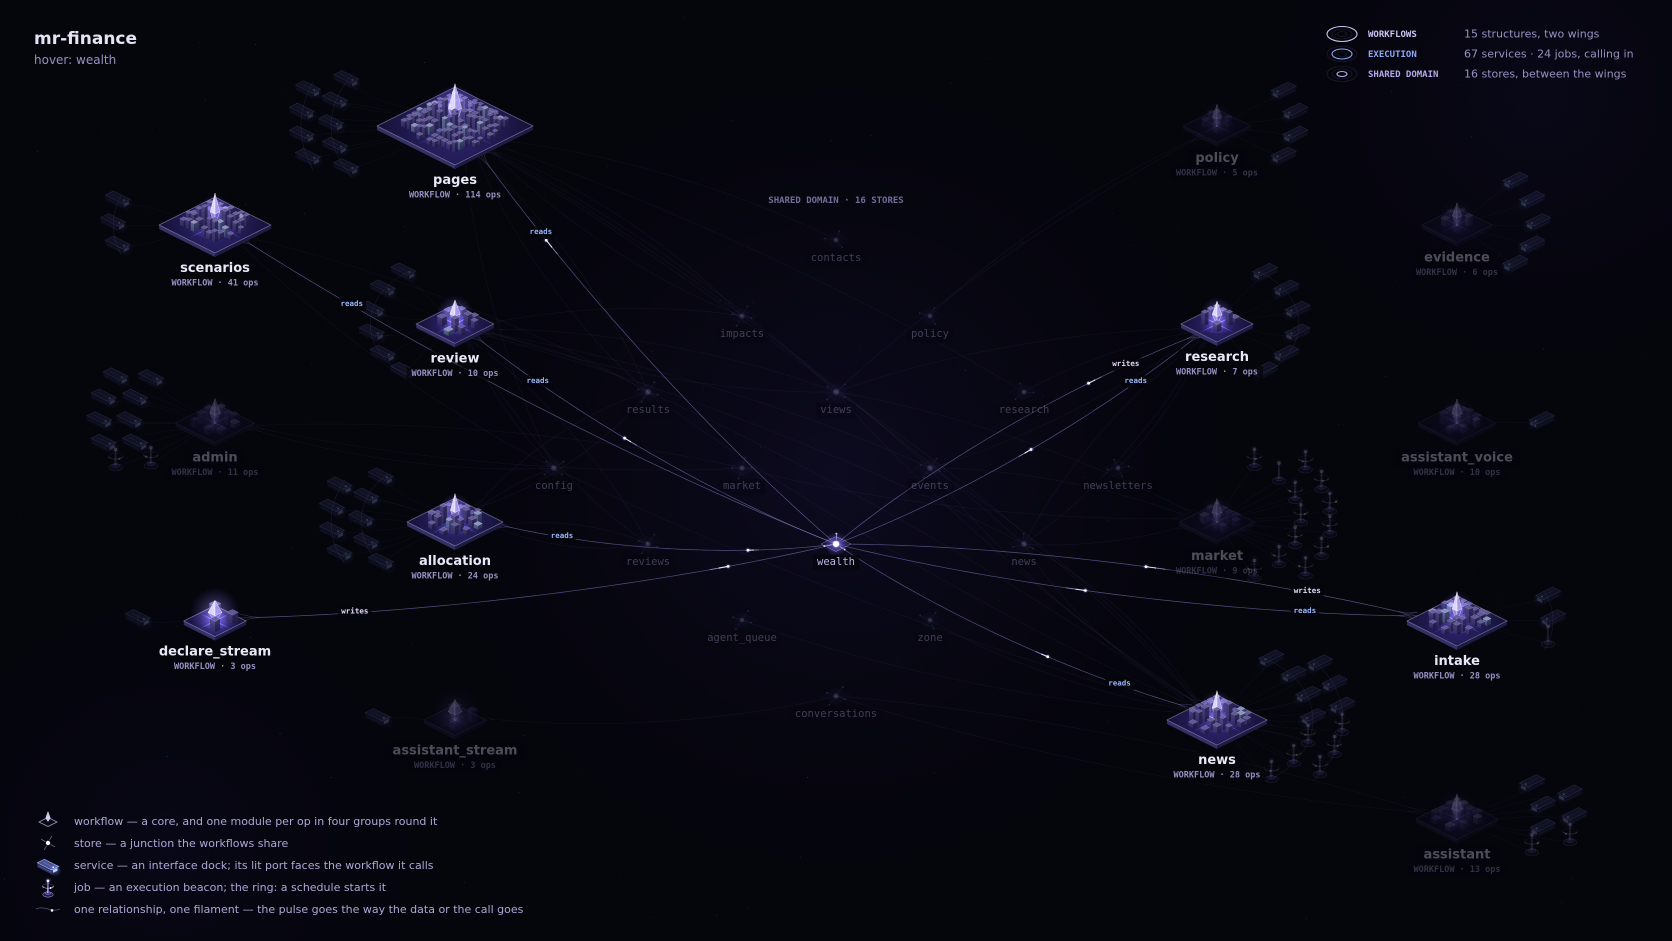 mr-finance
hover: wealth
WORKFLOWS 15 structures, two wings
EXECUTION 67 services · 24 jobs, calling in
SHARED DOMAIN 16 stores, between the wings
pages
WORKFLOW · 114 ops
policy
WORKFLOW · 5 ops
SHARED DOMAIN · 16 STORES
reads
scenarios
WORKFLOW · 41 ops
contacts
evidence
WORKFLOW · 6 ops
reads
impacts
policy
review
WORKFLOW · 10 ops
reads
writes
reads
research
WORKFLOW · 7 ops
results
views
research
admin
WORKFLOW · 11 ops
assistant_voice
WORKFLOW · 10 ops
config
market
events
newsletters
allocation
WORKFLOW · 24 ops
reads
reviews
wealth
news
market
WORKFLOW · 9 ops
writes
reads
writes
declare_stream
WORKFLOW · 3 ops
agent_queue
zone
intake
WORKFLOW · 28 ops
reads
conversations
assistant_stream
WORKFLOW · 3 ops
news
WORKFLOW · 28 ops
assistant
WORKFLOW · 13 ops
workflow — a core, and one module per op in four groups round it
store — a junction the workflows share
service — an interface dock; its lit port faces the workflow it calls
job — an execution beacon; the ring: a schedule starts it
one relationship, one filament — the pulse goes the way the data or the call goes